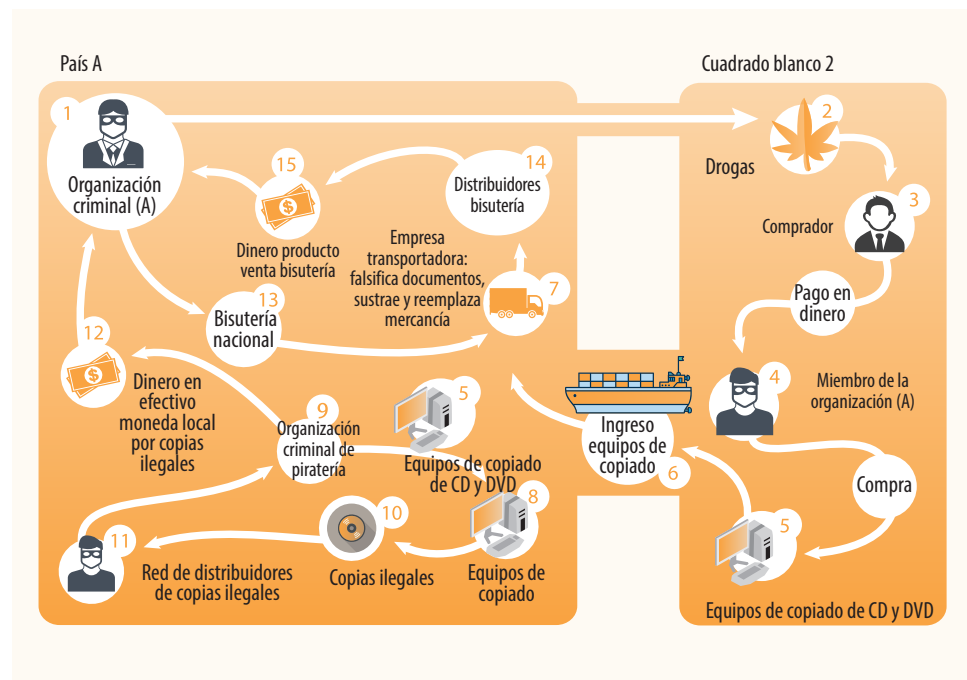 País A
Cuadrado blanco 2
1
Organización
criminal (A)
2
Drogas
3
Comprador
Pago en
dinero
4
Miembro de la
organización (A)
Compra
5
Equipos de copiado de CD y DVD
6
Ingreso
equipos de
copiado
7
Empresa
transportadora:
falsifica documentos,
sustrae y reemplaza
mercancía
5
Equipos de copiado
de CD y DVD
8
Equipos de
copiado
9
Organización
criminal de
piratería
10
Copias ilegales
11
Red de distribuidores
de copias ilegales
12
$
Dinero en
efectivo
moneda local
por copias
ilegales
13
Bisutería
nacional
14
Distribuidores
bisutería
15
$
Dinero producto
venta bisutería